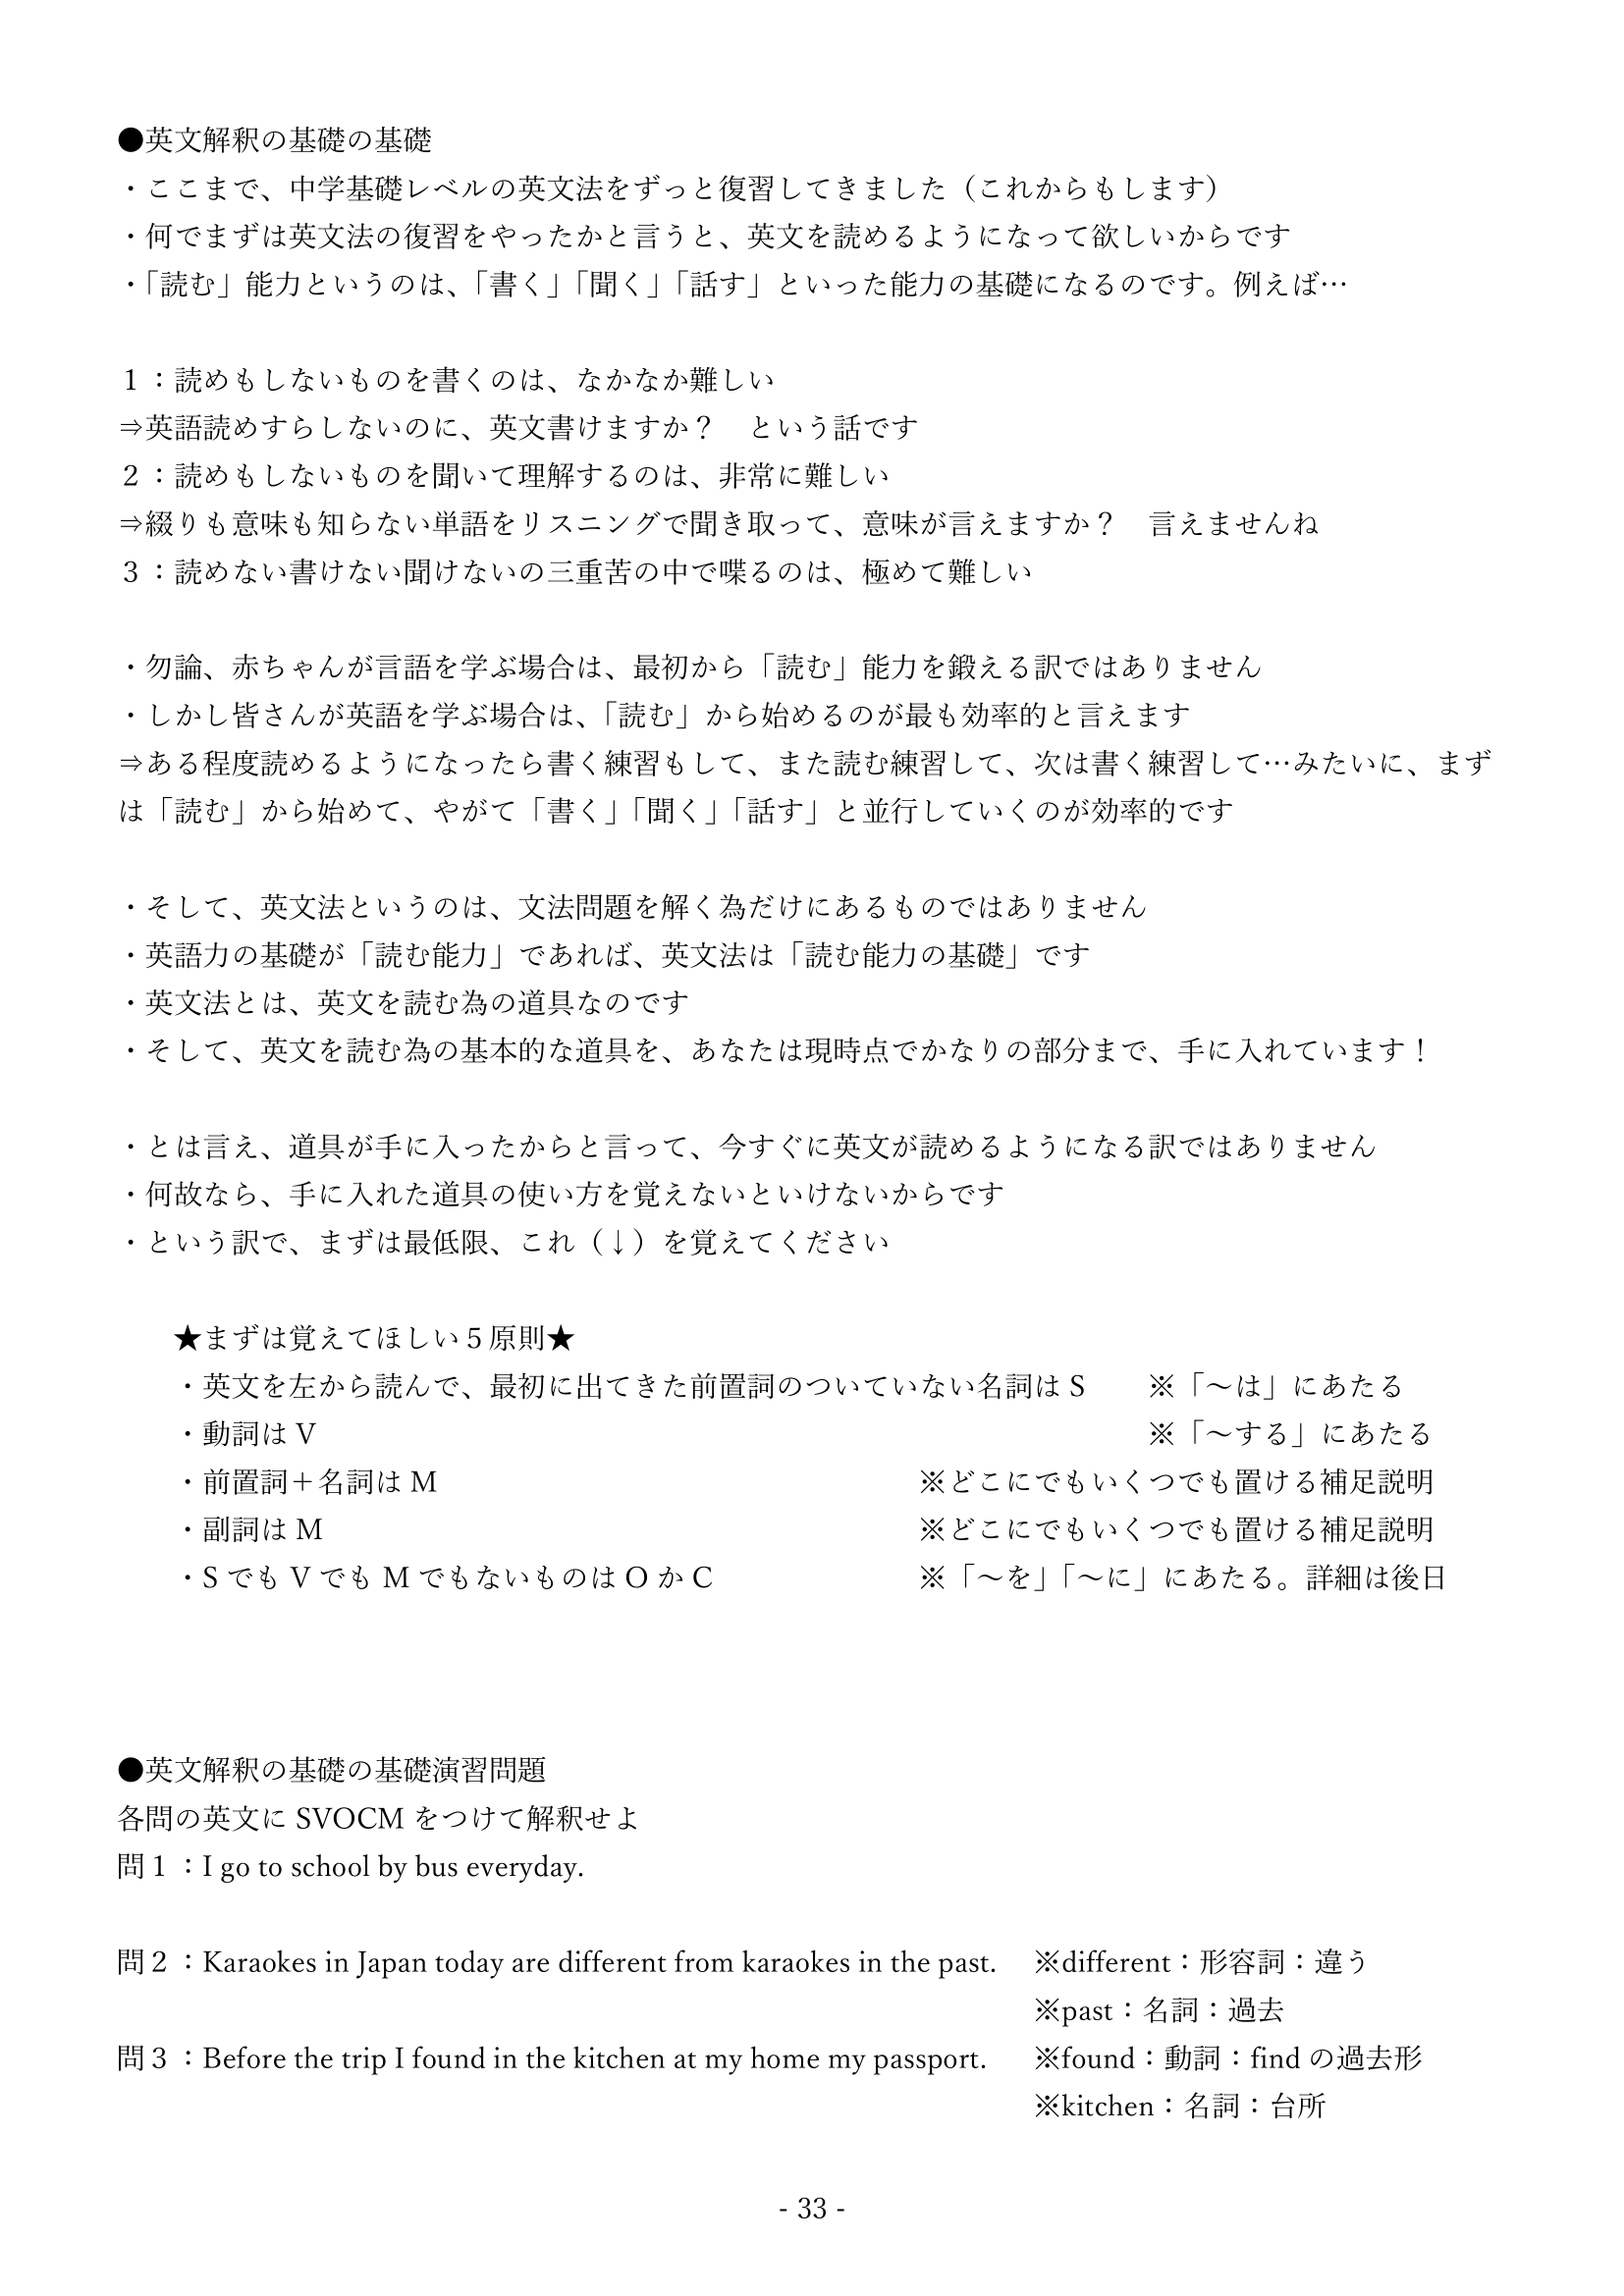 ●英文解釈の基礎の基礎
・ここまで、中学基礎レベルの英文法をずっと復習してきました（これからもします）
・何でまずは英文法の復習をやったかと言うと、英文を読めるようになって欲しいからです
・「読む」能力というのは、「書く」「聞く」「話す」といった能力の基礎になるのです。例えば…
１：読めもしないものを書くのは、なかなか難しい
⇒英語読めすらしないのに、英文書けますか？　という話です
２：読めもしないものを聞いて理解するのは、非常に難しい
⇒綴りも意味も知らない単語をリスニングで聞き取って、意味が言えますか？　言えませんね
３：読めない書けない聞けないの三重苦の中で喋るのは、極めて難しい
・勿論、赤ちゃんが言語を学ぶ場合は、最初から「読む」能力を鍛える訳ではありません
・しかし皆さんが英語を学ぶ場合は、「読む」から始めるのが最も効率的と言えます
⇒ある程度読めるようになったら書く練習もして、また読む練習して、次は書く練習して…みたいに、まず
は「読む」から始めて、やがて「書く」「聞く」「話す」と並行していくのが効率的です
・そして、英文法というのは、文法問題を解く為だけにあるものではありません
・英語力の基礎が「読む能力」であれば、英文法は「読む能力の基礎」です
・英文法とは、英文を読む為の道具なのです
・そして、英文を読む為の基本的な道具を、あなたは現時点でかなりの部分まで、手に入れています！
・とは言え、道具が手に入ったからと言って、今すぐに英文が読めるようになる訳ではありません
・何故なら、手に入れた道具の使い方を覚えないといけないからです
・という訳で、まずは最低限、これ（↓）を覚えてください
★まずは覚えてほしい５原則★
・英文を左から読んで、最初に出てきた前置詞のついていない名詞は S　　※「～は」にあたる
・動詞は V　　※「～する」にあたる
・前置詞＋名詞は M　　※どこにでもいくつでも置ける補足説明
・副詞は M　　※どこにでもいくつでも置ける補足説明
・S でも V でも M でもないものは O か C　　※「～を」「～に」にあたる。詳細は後日
●英文解釈の基礎の基礎演習問題
各問の英文に SVOCM をつけて解釈せよ
問１：I go to school by bus everyday.
問２：Karaokes in Japan today are different from karaokes in the past.　※different：形容詞：違う
※past：名詞：過去
問３：Before the trip I found in the kitchen at my home my passport.　※found：動詞：find の過去形
※kitchen：名詞：台所
- 33 -